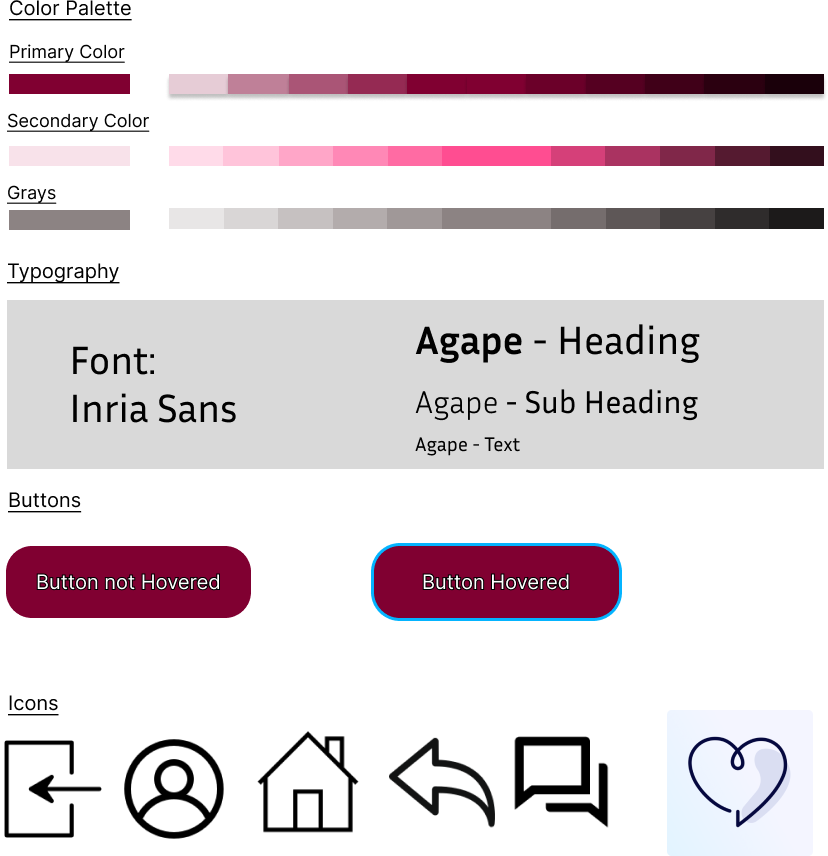 Color Palette
Primary Color
Secondary Color
Grays
Typography
Font:
Inria Sans
Agape - Heading
Agape - Sub Heading
Agape - Text
Buttons
Button not Hovered
Button Hovered
Icons